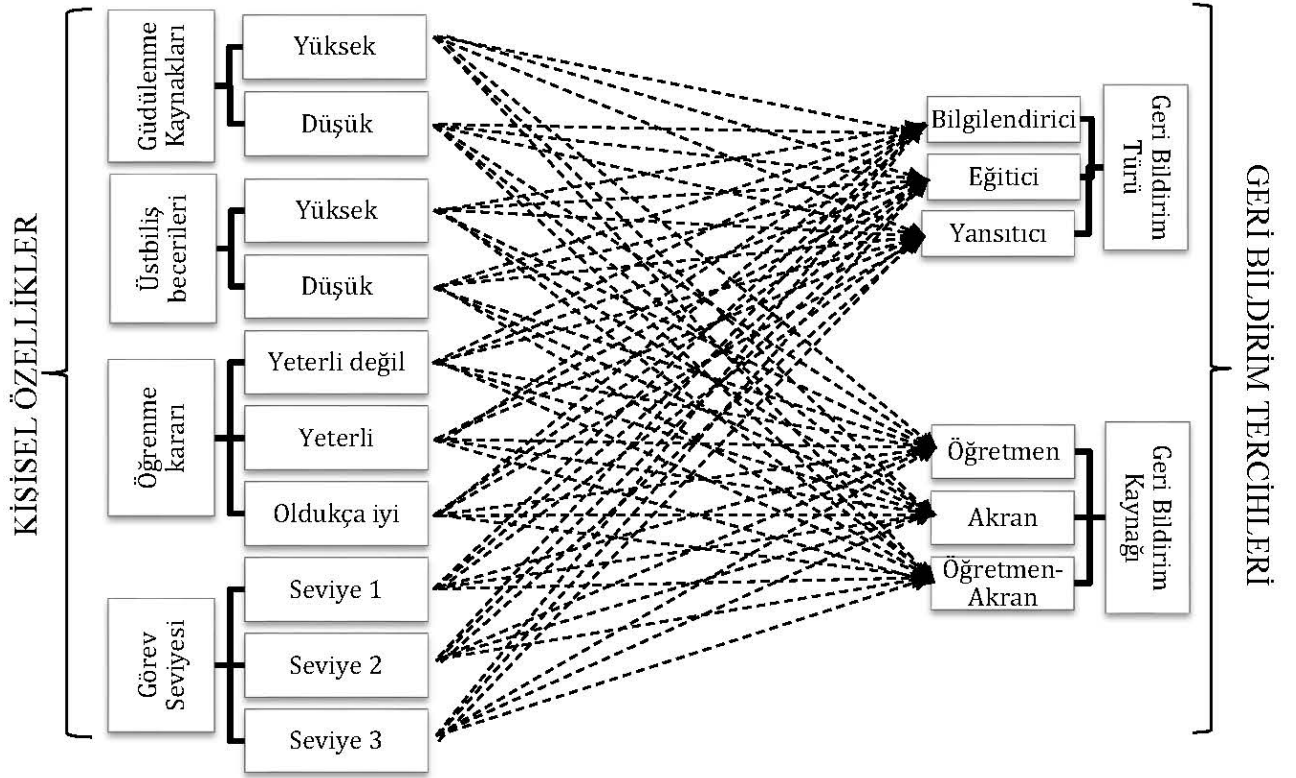 KİŞİSEL ÖZELLİKLER
Güdülenme
Kaynakları
Yüksek
Düşük
Üstbiliş
becerileri
Yüksek
Düşük
Öğrenme
kararı
Yeterli değil
Yeterli
Oldukça iyi
Görev
Seviyesi
Seviye 1
Seviye 2
Seviye 3
Bilgilendirici
Eğitici
Yansıtıcı
Geri Bildirim
Türü
Öğretmen
Akran
Öğretmen-
Akran
Geri Bildirim
Kaynağı
GERİ BİLDİRİM TERCİHLERİ